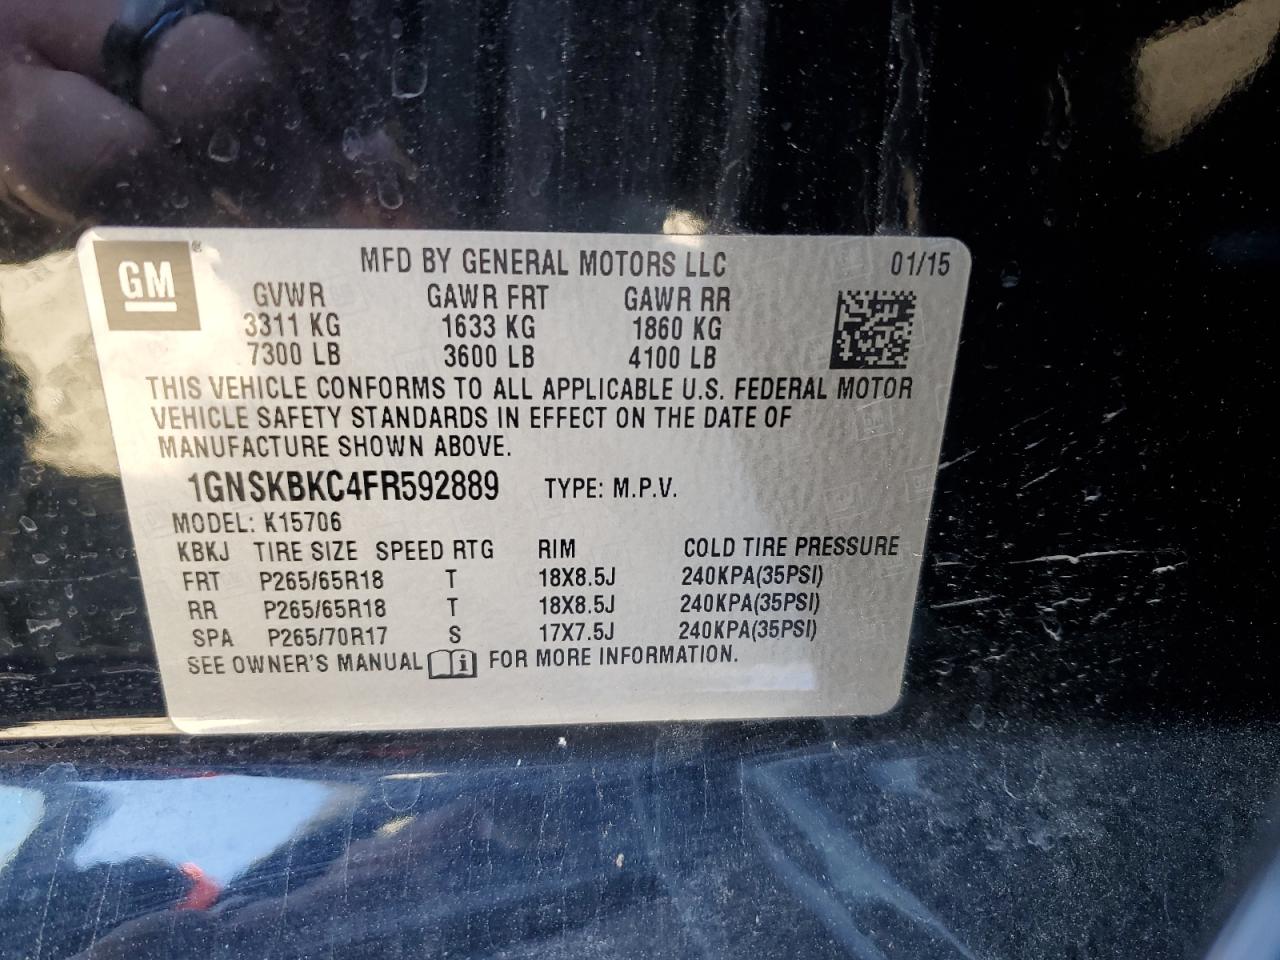 GM ®
MFD BY GENERAL MOTORS LLC 01/15
GVWR GAWR FRT GAWR RR
3311 KG 1633 KG 1860 KG
7300 LB 3600 LB 4100 LB
THIS VEHICLE CONFORMS TO ALL APPLICABLE U.S. FEDERAL MOTOR
VEHICLE SAFETY STANDARDS IN EFFECT ON THE DATE OF
MANUFACTURE SHOWN ABOVE.
1GNSKBKC4FR592889 TYPE: M.P.V.
MODEL: K15706
KBKJ TIRE SIZE SPEED RTG RIM COLD TIRE PRESSURE
FRT P265/65R18 T 18X8.5J 240KPA(35PSI)
RR P265/65R18 T 18X8.5J 240KPA(35PSI)
SPA P265/70R17 S 17X7.5J 240KPA(35PSI)
SEE OWNER'S MANUAL i FOR MORE INFORMATION.